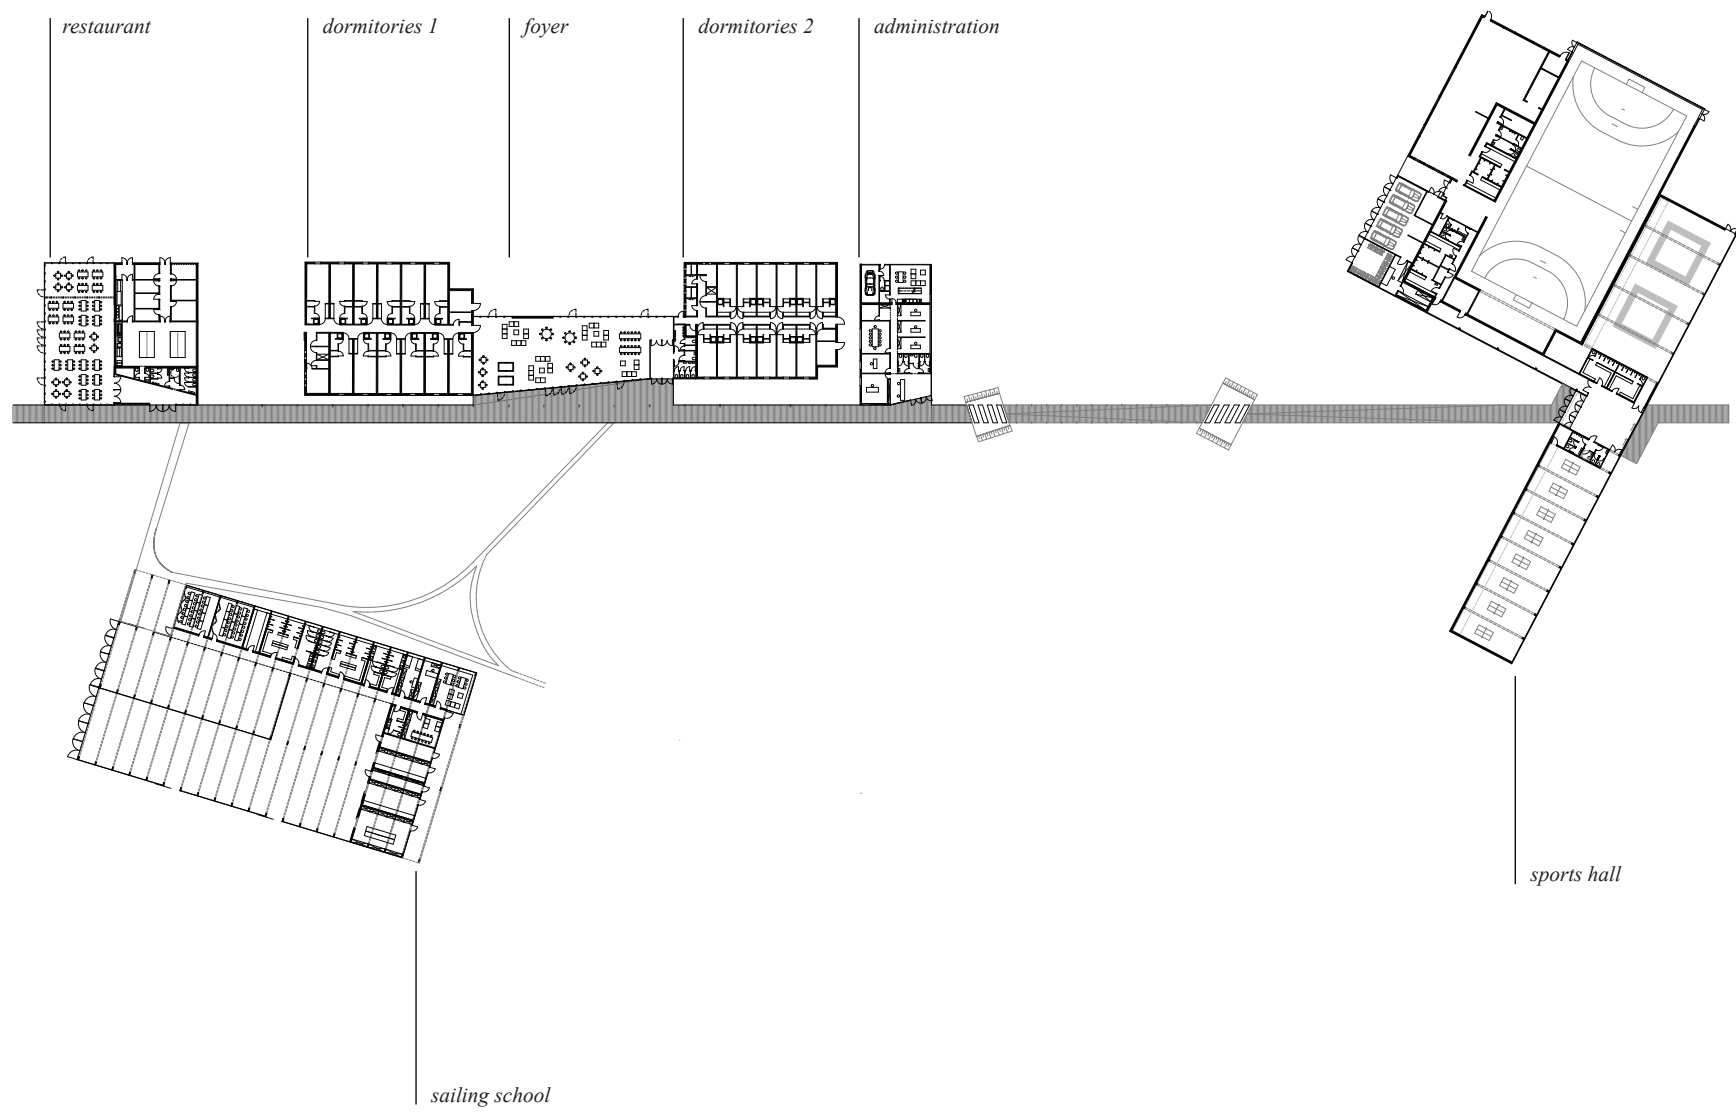 restaurant
dormitories 1
foyer
dormitories 2
administration
sports hall
sailing school